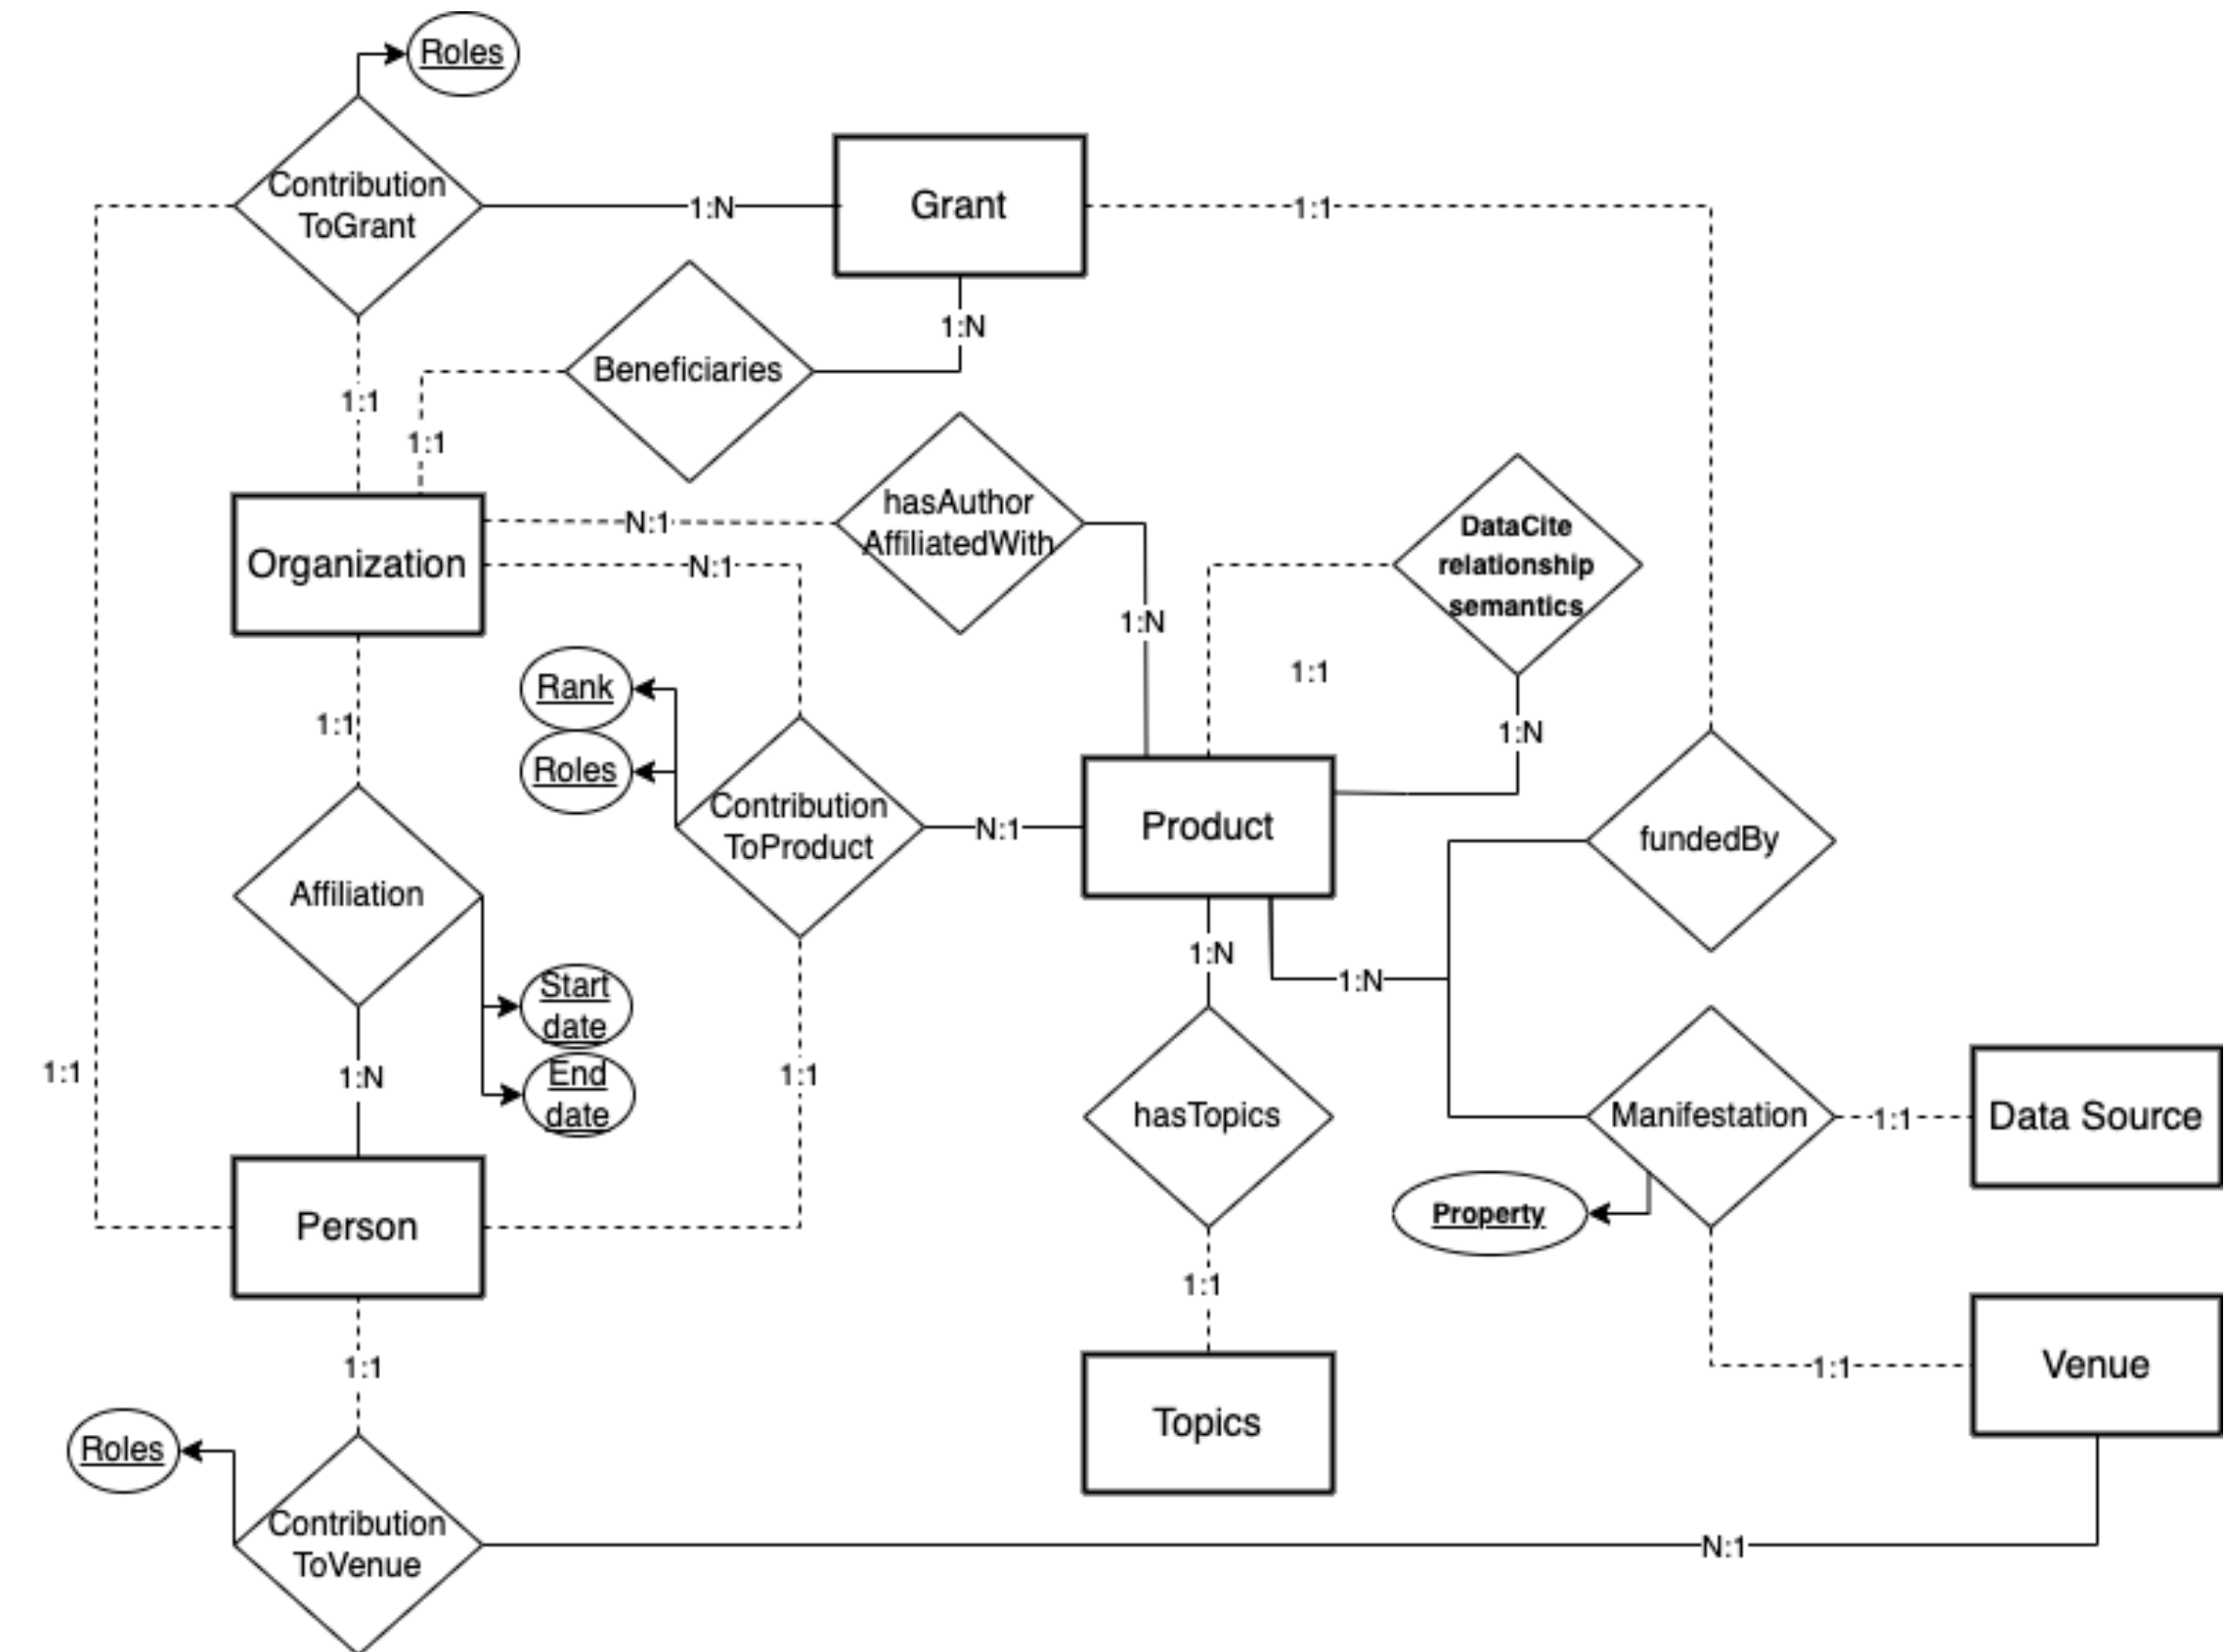 Roles
Contribution
ToGrant
1:N
Grant
1:1
1:N
Beneficiaries
1:1
1:1
hasAuthor
AffiliatedWith
N:1
Organization
N:1
DataCite
relationship
semantics
1:N
1:1
Rank
Roles
1:1
1:N
Contribution
ToProduct
N:1
Product
fundedBy
Affiliation
1:N
1:N
Start
date
End
date
1:1
1:N
1:1
hasTopics
Manifestation
1:1
Data Source
Property
Person
1:1
1:1
1:1
Venue
Topics
Roles
Contribution
ToVenue
N:1